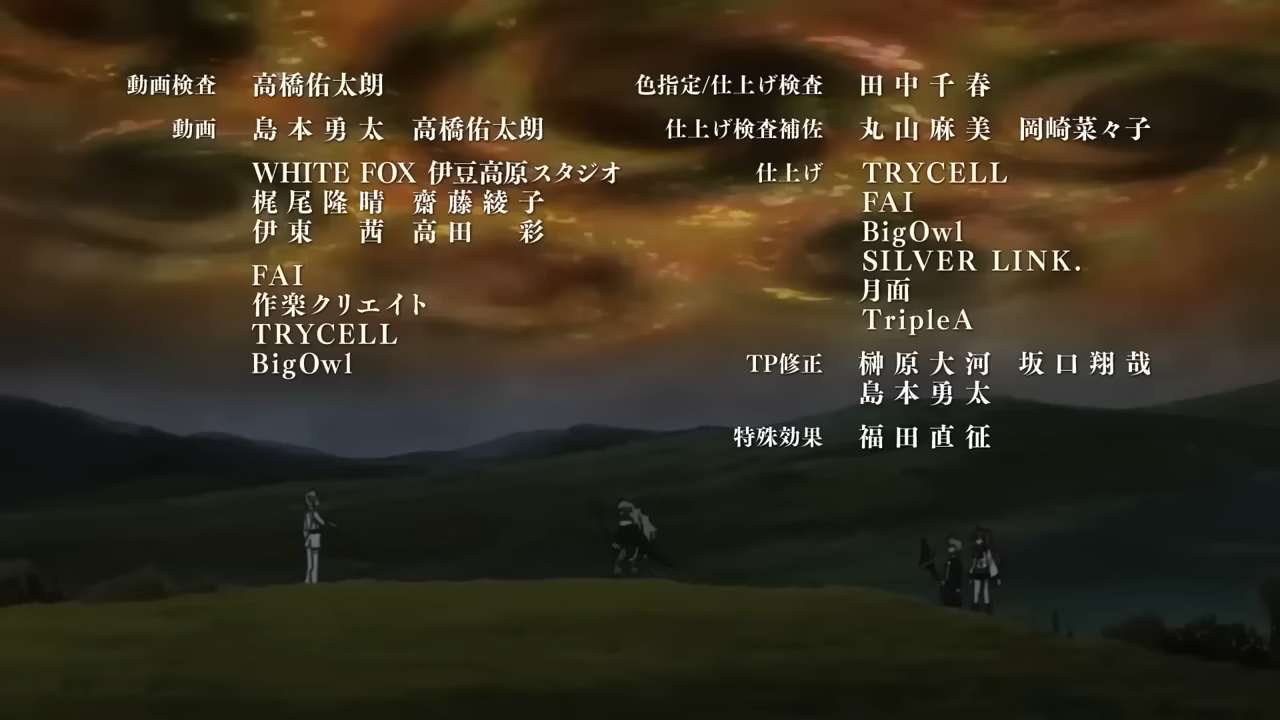 動画検査 高橋佑太朗
動画 島本勇太 高橋佑太朗
WHITE FOX 伊豆高原スタジオ
梶尾隆晴 齋藤綾子
伊東 茜 高田 彩
FAI
作楽クリエイト
TRYCELL
BigOwl
色指定/仕上げ検査 田中千春
仕上げ検査補佐 丸山麻美 岡崎菜々子
仕上げ TRYCELL
FAI
BigOwl
SILVER LINK.
月面
TripleA
TP修正 榊原大河 坂口翔哉
島本勇太
特殊効果 福田直征